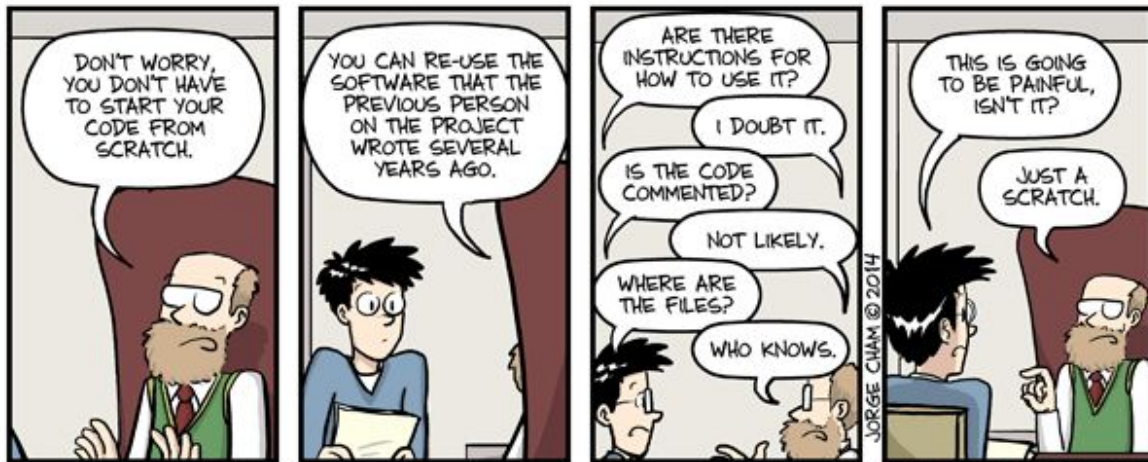 DON'T WORRY,
YOU DON'T HAVE
TO START YOUR
CODE FROM
SCRATCH.
YOU CAN RE-USE THE
SOFTWARE THAT THE
PREVIOUS PERSON
ON THE PROJECT
WROTE SEVERAL
YEARS AGO.
ARE THERE
INSTRUCTIONS FOR
HOW TO USE IT?
I DOUBT IT.
IS THE CODE
COMMENTED?
NOT LIKELY.
WHERE ARE
THE FILES?
WHO KNOWS.
JORGE CHAM © 2014
THIS IS GOING
TO BE PAINFUL,
ISN'T IT?
JUST A
SCRATCH.